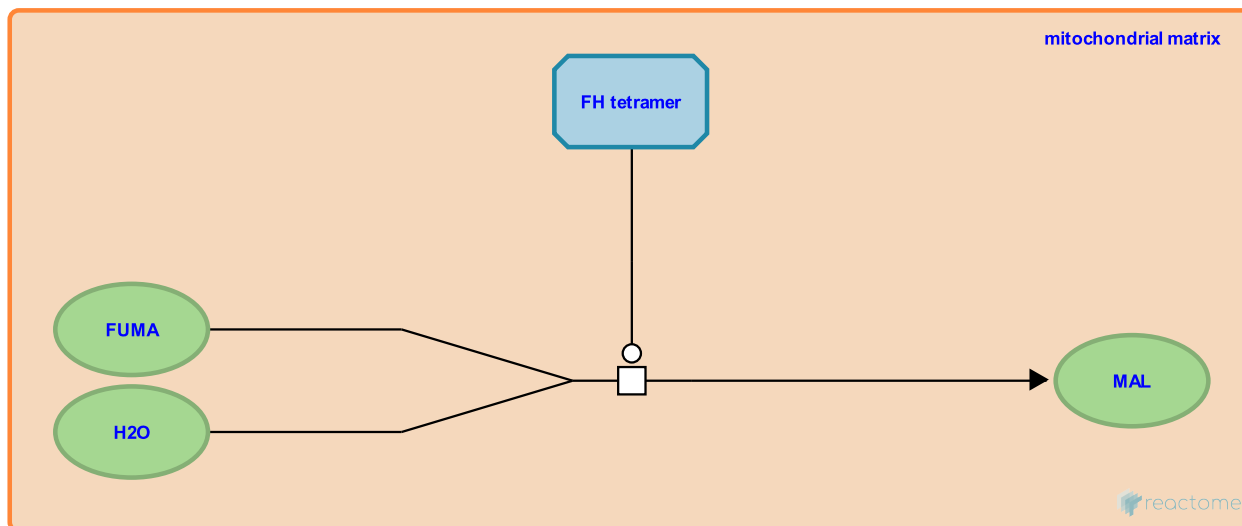 mitochondrial matrix
FH tetramer
FUMA
H2O
MAL
reactome